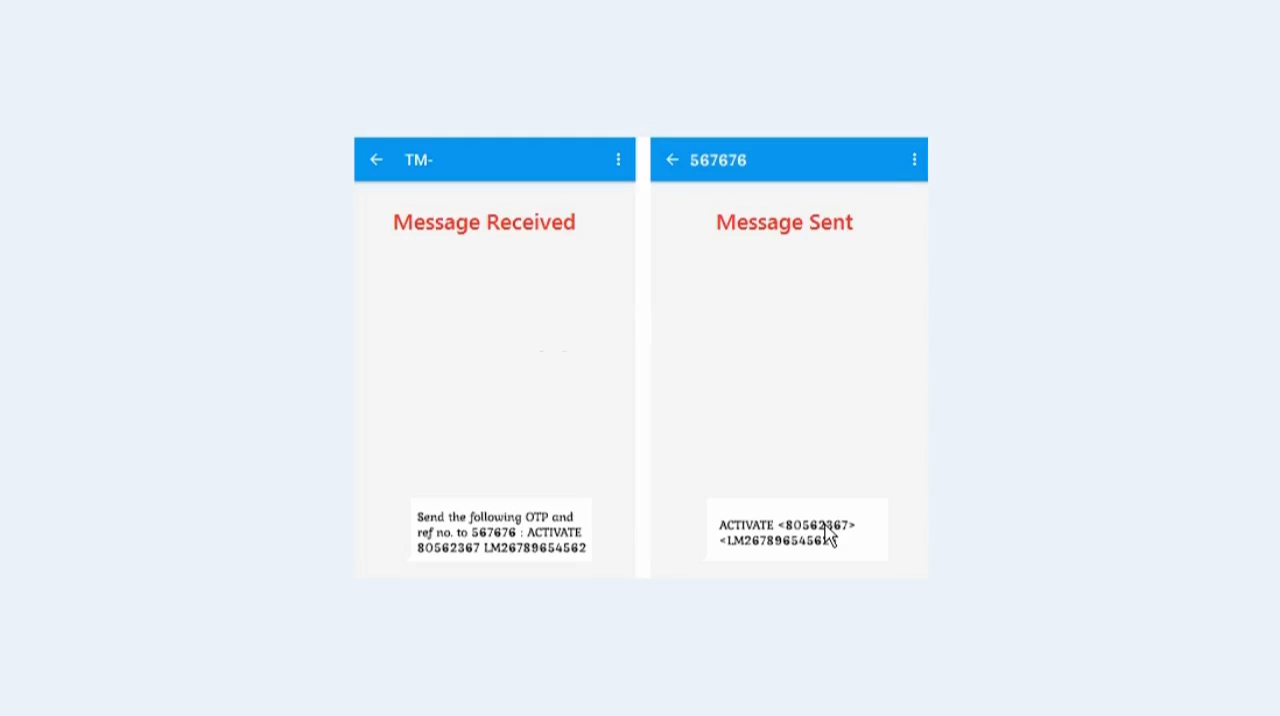 TM-
567676
Message Received
Message Sent
Send the following OTP and
ref no. to 567676 : ACTIVATE
80562367 LM26789654562
ACTIVATE <80562367>